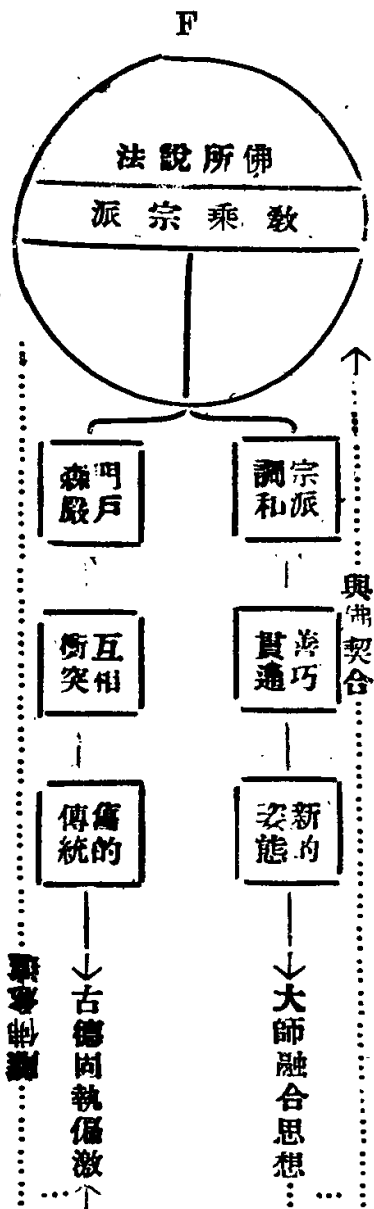 F
佛所說法
敎乘宗派
宗派
調和
善巧
貫通
新的
姿態
大師融合思想
與佛契合
門戶
森嚴
互相
衝突
舊的
傳統
古德固執偏激